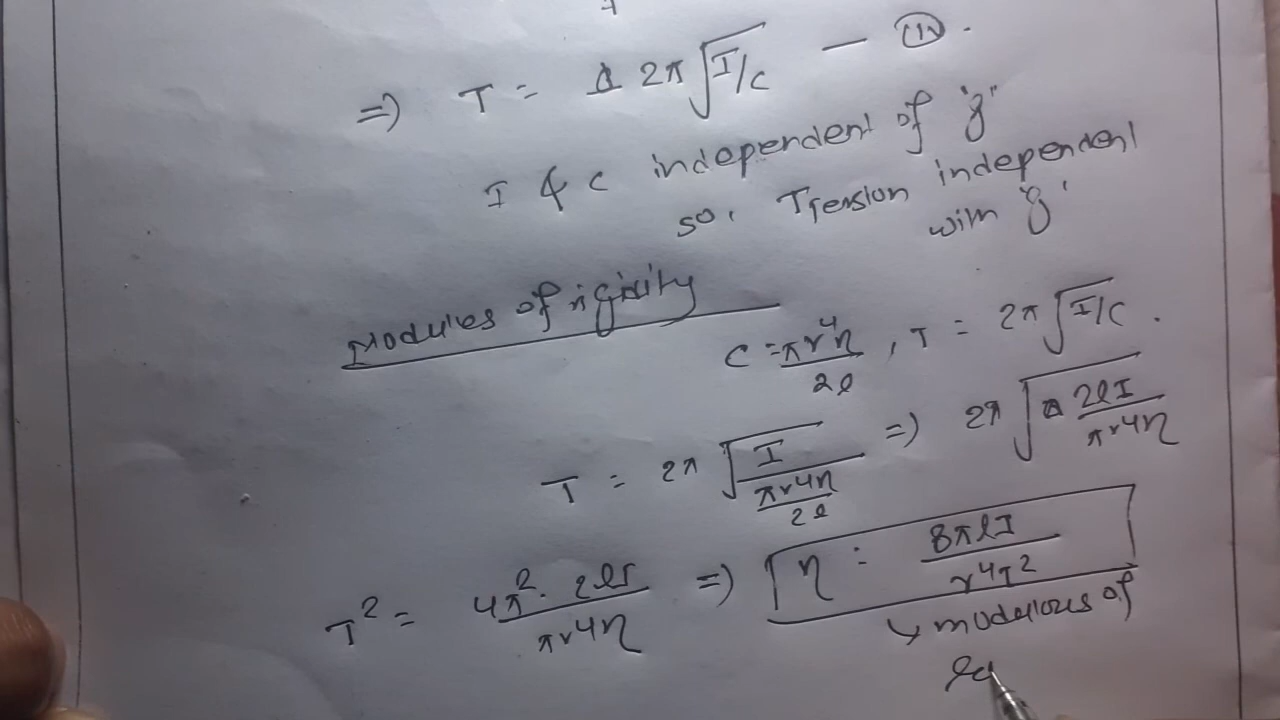 => T = 2π √I/C — (IV).
I & C independent of "g"
so, Tension independent
with 'g'
Modules of rigidity
C = πr⁴η/2l , T = 2π √I/C .
T = 2π √(I/(πr⁴η/2l)) => 2π √(2lI/πr⁴η)
T² = 4π². 2lI/πr⁴η => η = 8πlI/r⁴T²
↳ modulous of